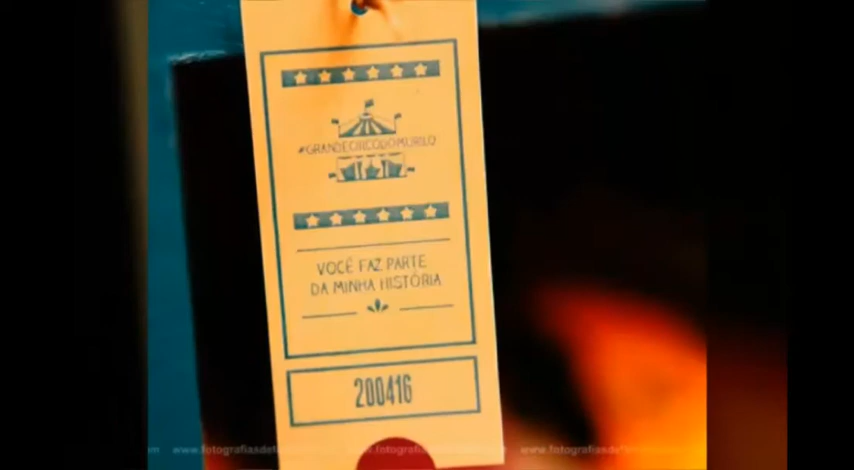 #GRANDECIRCODOMURILO
VOCÊ FAZ PARTE
DA MINHA HISTÓRIA
200416